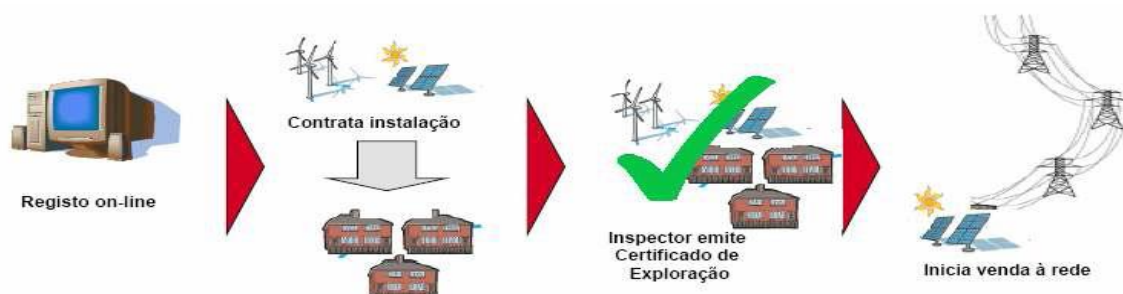 Registo on-line
Contrata instalação
Inspector emite
Certificado de
Exploração
Inicia venda à rede